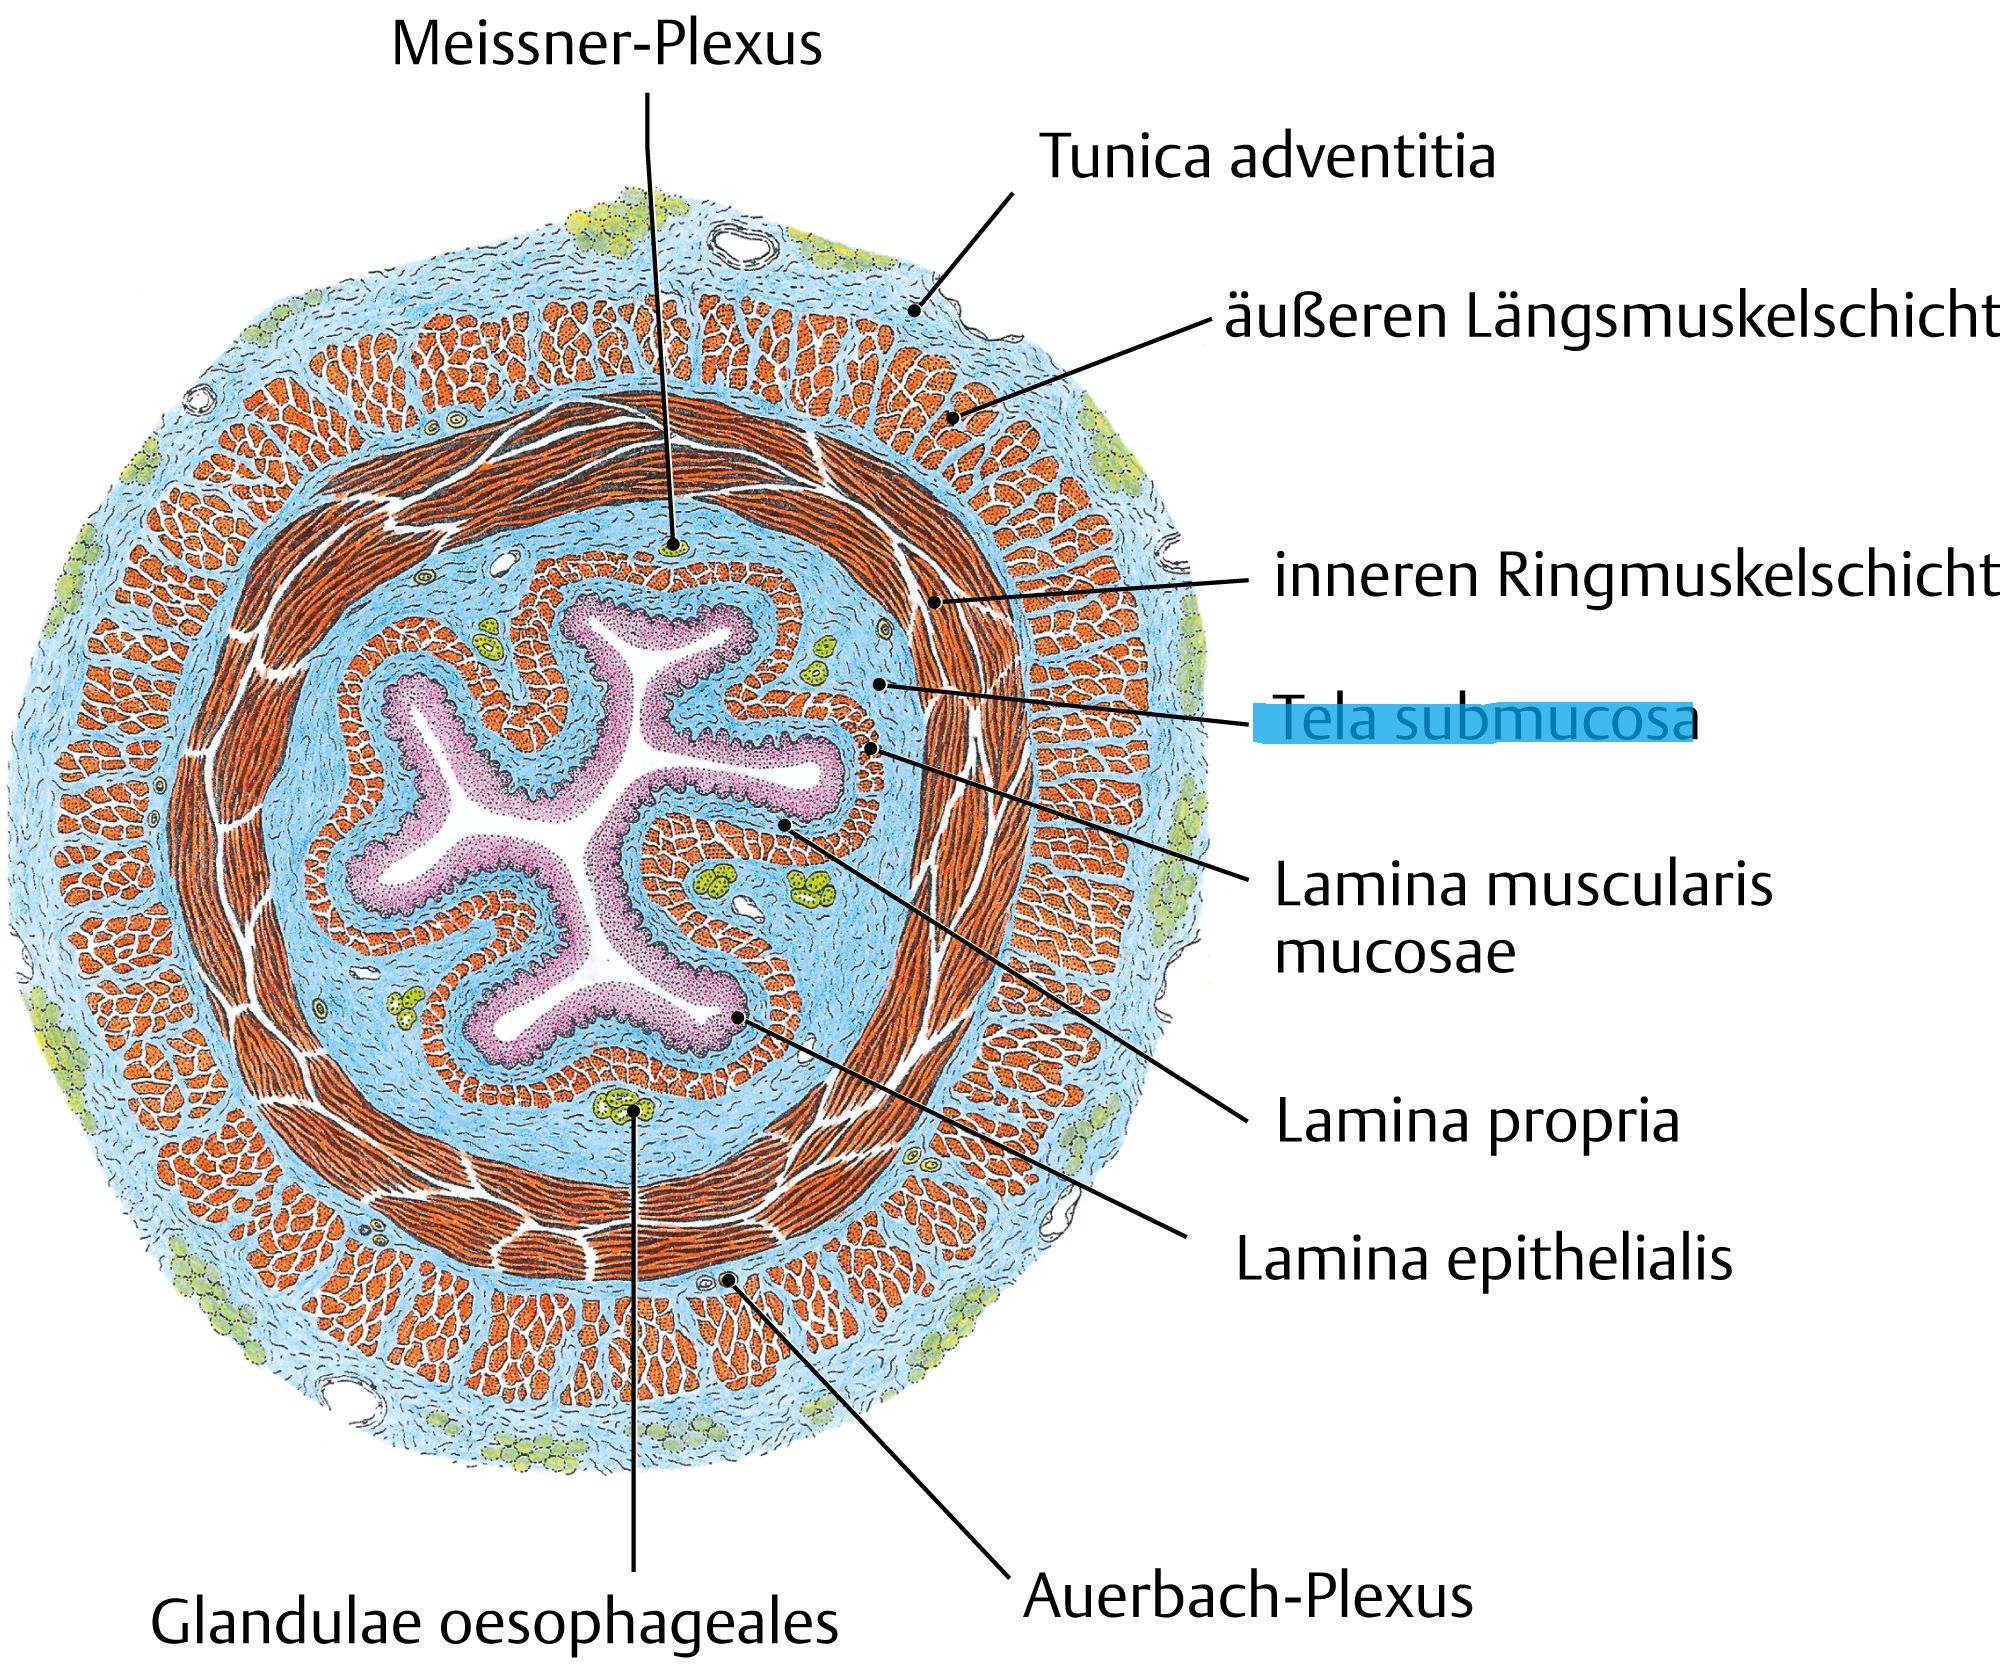 Meissner-Plexus
Tunica adventitia
äußeren Längsmuskelschicht
inneren Ringmuskelschicht
Tela submucosa
Lamina muscularis
mucosae
Lamina propria
Lamina epithelialis
Auerbach-Plexus
Glandulae oesophageales